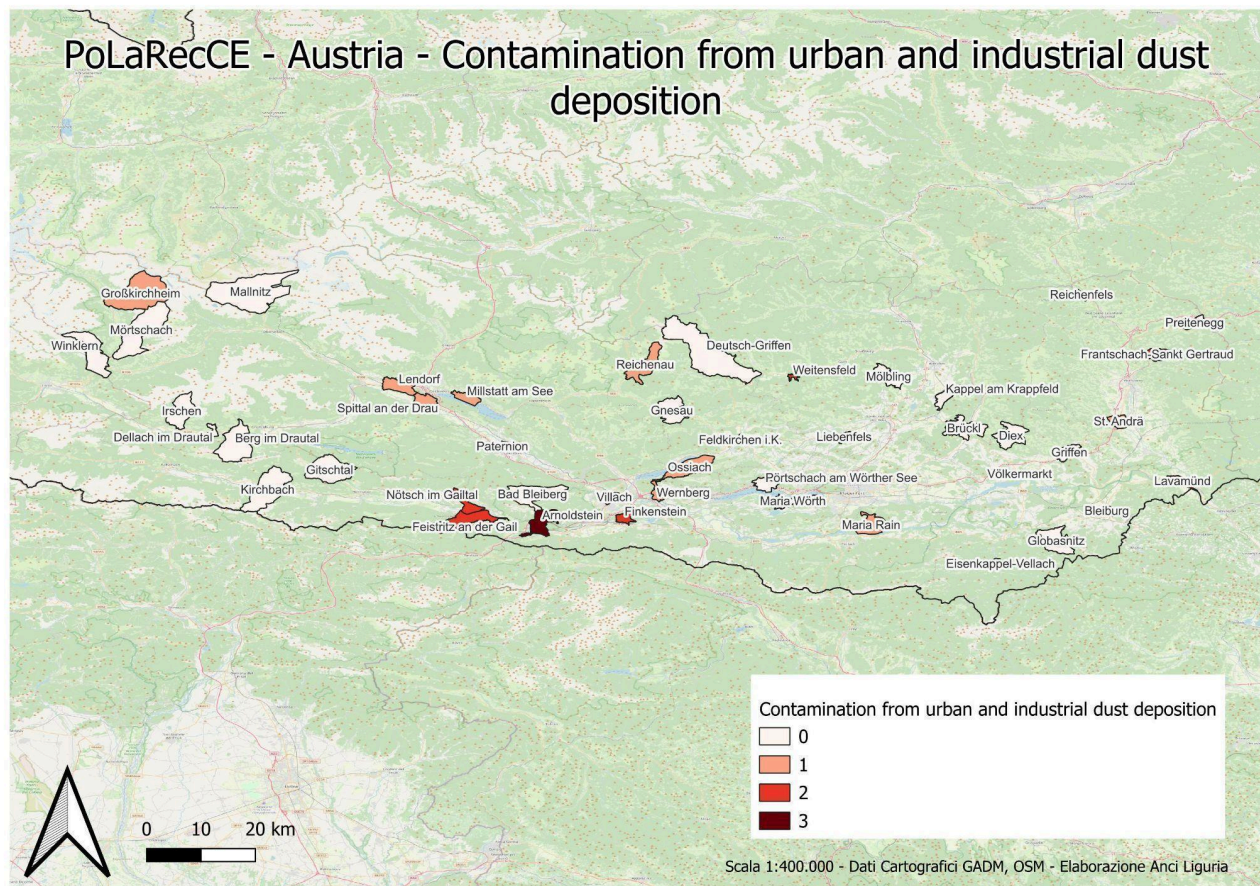 PoLaRecCE - Austria - Contamination from urban and industrial dust
deposition
Reichenfels
Großkirchheim
Mallnitz
Preitenegg
Mörtschach
Winklern
Deutsch-Griffen
Frantschach-Sankt Gertraud
Reichenau
Weitensfeld
Mölbling
Lendorf
Millstatt am See
Kappel am Krappfeld
Spittal an der Drau
Irschen
Gnesau
St. Andrä
Dellach im Drautal
Berg im Drautal
Feldkirchen i.K.
Liebenfels
Brückl
Diex
Paternion
Griffen
Gitschtal
Ossiach
Völkermarkt
Pörtschach am Wörther See
Lavamünd
Kirchbach
Nötsch im Gailtal
Bad Bleiberg
Villach
Wernberg
Maria Wörth
Bleiburg
Arnoldstein
Finkenstein
Feistritz an der Gail
Maria Rain
Globasnitz
Eisenkappel-Vellach
Contamination from urban and industrial dust deposition
0
1
2
3
0 10 20 km
Scala 1:400.000 - Dati Cartografici GADM, OSM - Elaborazione Anci Liguria